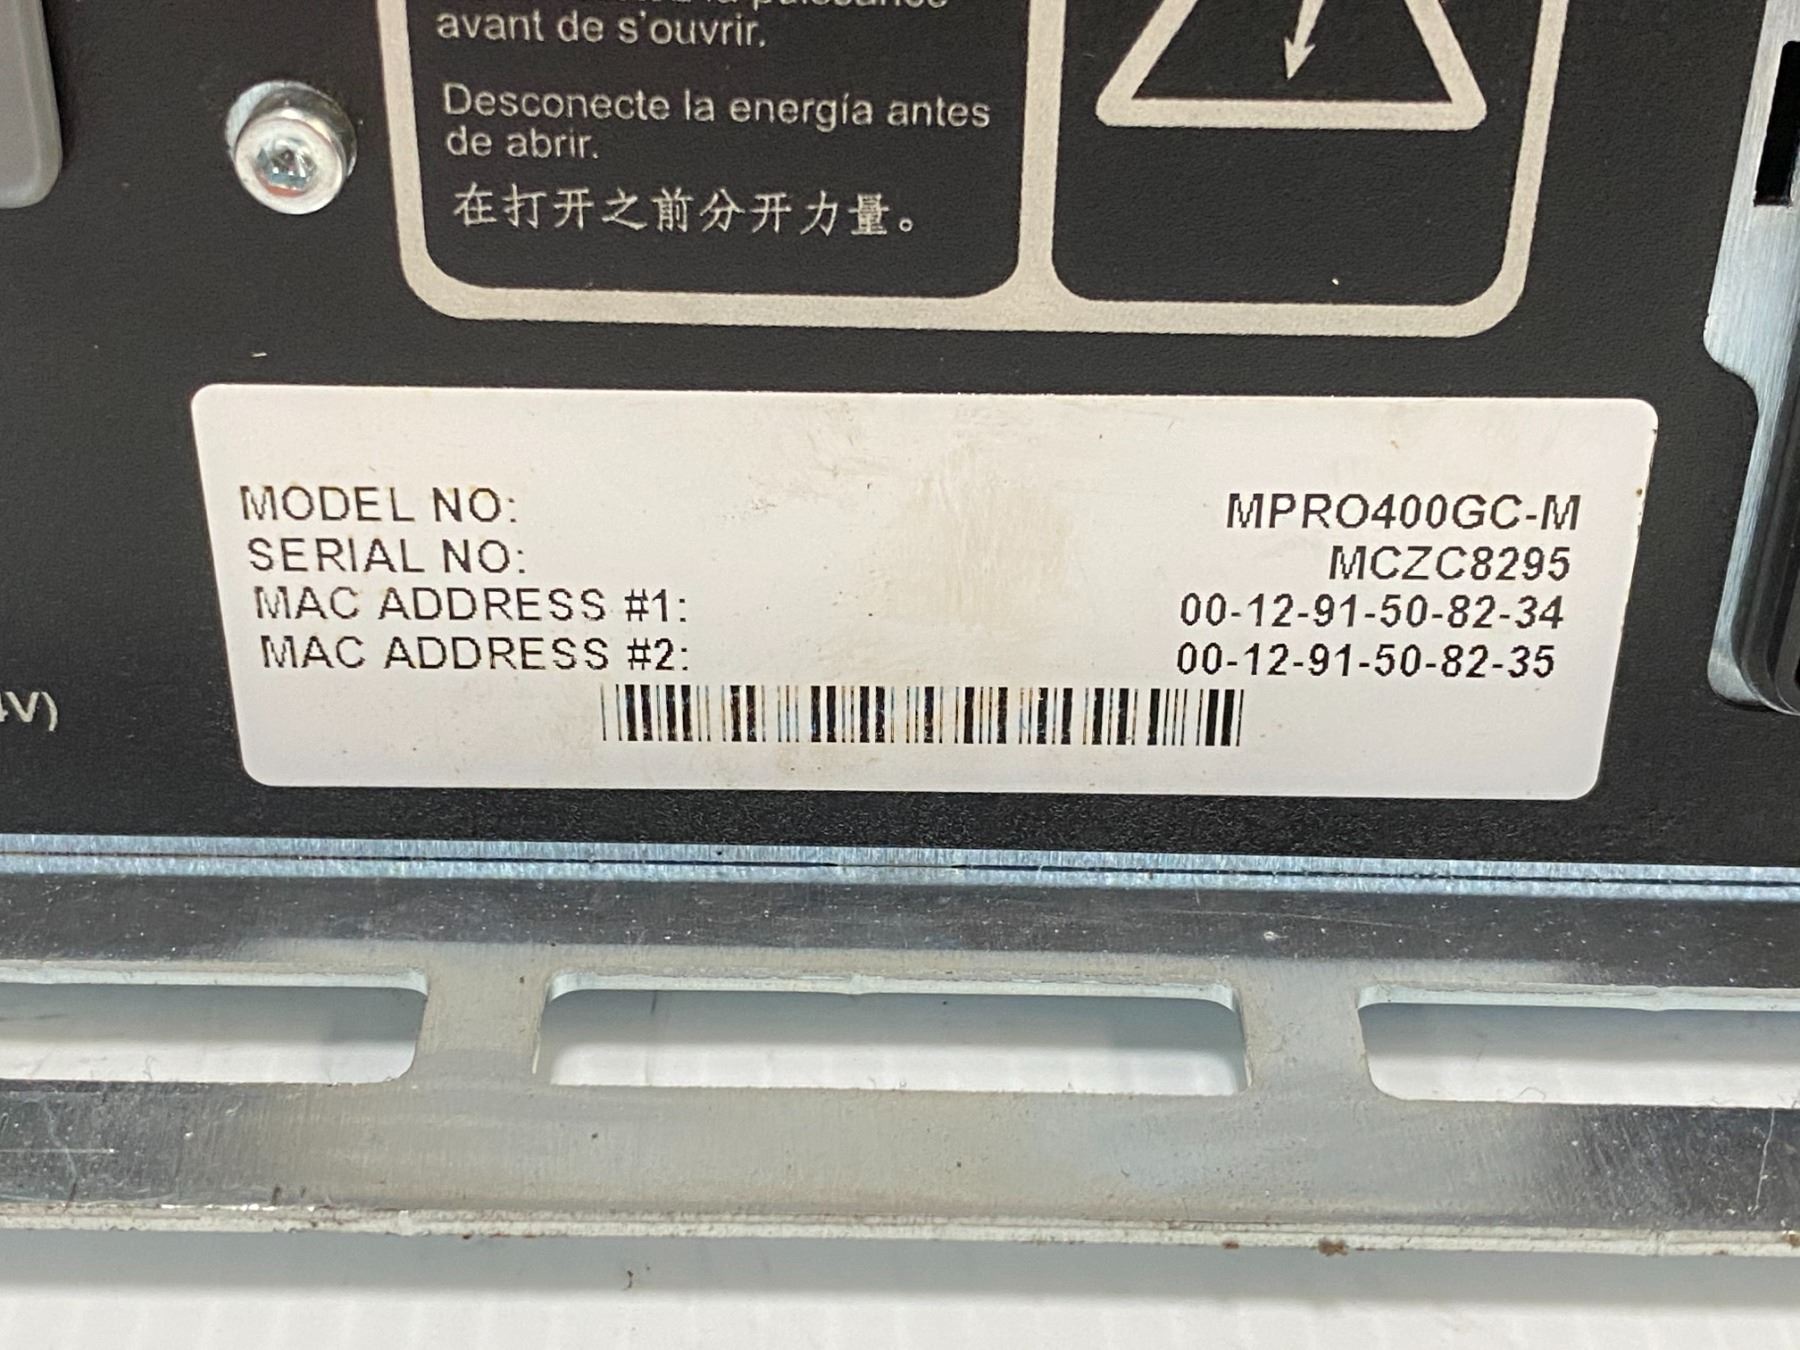 la puissance
avant de s'ouvrir.
Desconecte la energía antes
de abrir.
在打开之前分开力量。
MODEL NO: MPRO400GC-M
SERIAL NO: MCZC8295
MAC ADDRESS #1: 00-12-91-50-82-34
MAC ADDRESS #2: 00-12-91-50-82-35